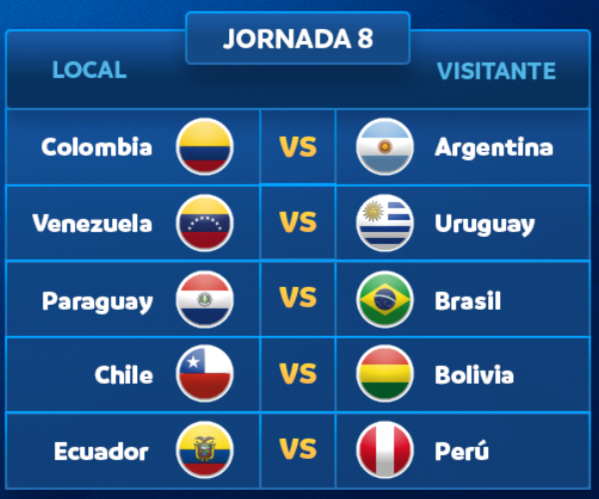 JORNADA 8
LOCAL VISITANTE
Colombia VS Argentina
Venezuela VS Uruguay
Paraguay VS Brasil
Chile VS Bolivia
Ecuador VS Perú